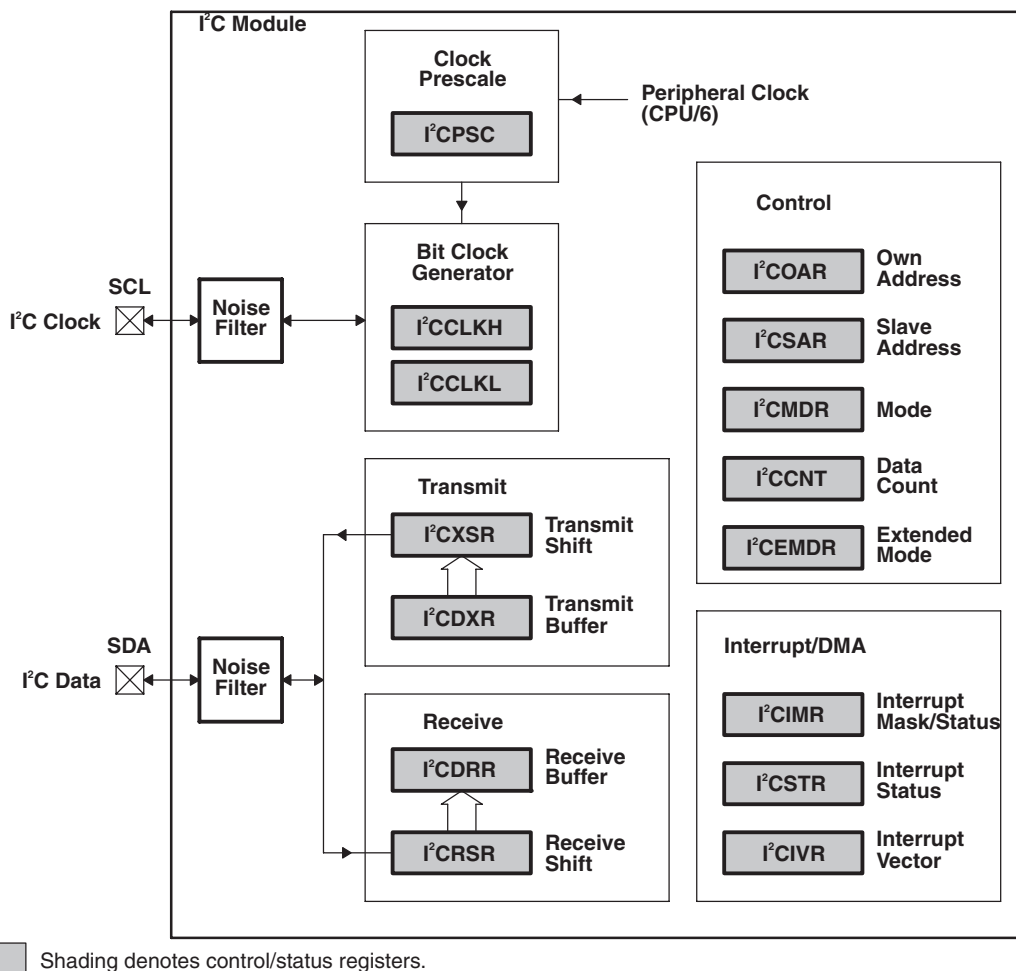 I²C Module
Clock
Prescale
I²CPSC
Peripheral Clock
(CPU/6)
Bit Clock
Generator
I²CCLKH
I²CCLKL
SCL
I²C Clock
Noise
Filter
Control
I²COAR
Own
Address
I²CSAR
Slave
Address
I²CMDR
Mode
I²CCNT
Data
Count
I²CEMDR
Extended
Mode
Transmit
I²CXSR
Transmit
Shift
I²CDXR
Transmit
Buffer
SDA
I²C Data
Noise
Filter
Receive
I²CDRR
Receive
Buffer
I²CRSR
Receive
Shift
Interrupt/DMA
I²CIMR
Interrupt
Mask/Status
I²CSTR
Interrupt
Status
I²CIVR
Interrupt
Vector
Shading denotes control/status registers.